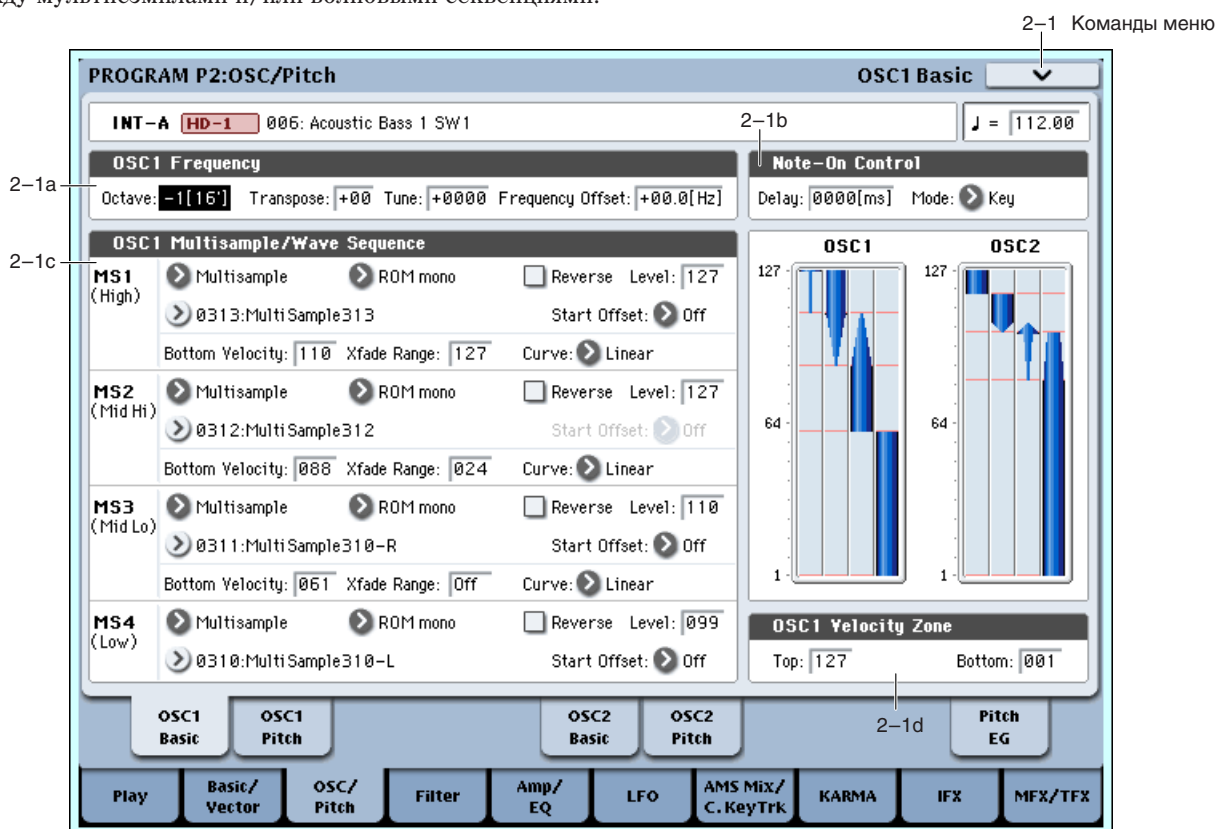 мультисэмплами и/или волновыми секвенциями.
2–1 Команды меню
PROGRAM P2:OSC/Pitch OSC1 Basic
INT-A HD-1 006: Acoustic Bass 1 SW1 ♩ = 112.00
2–1b
OSC1 Frequency Note-On Control
2–1a
Octave: -1[16'] Transpose: +00 Tune: +0000 Frequency Offset: +00.0[Hz] Delay: 0000[ms] Mode: Key
OSC1 Multisample/Wave Sequence OSC1 OSC2
2–1c
MS1 (High) Multisample ROM mono Reverse Level: 127
0313:MultiSample313 Start Offset: Off
Bottom Velocity: 110 Xfade Range: 127 Curve: Linear
MS2 (Mid Hi) Multisample ROM mono Reverse Level: 127
0312:MultiSample312 Start Offset: Off
Bottom Velocity: 088 Xfade Range: 024 Curve: Linear
MS3 (Mid Lo) Multisample ROM mono Reverse Level: 110
0311:MultiSample310-R Start Offset: Off
Bottom Velocity: 061 Xfade Range: Off Curve: Linear
MS4 (Low) Multisample ROM mono Reverse Level: 099
0310:MultiSample310-L Start Offset: Off
127 127
64 64
1 1
OSC1 Velocity Zone
Top: 127 Bottom: 001
2–1d
OSC1 Basic OSC1 Pitch OSC2 Basic OSC2 Pitch Pitch EG
Play Basic/ Vector OSC/ Pitch Filter Amp/ EQ LFO AMS Mix/ C.KeyTrk KARMA IFX MFX/TFX